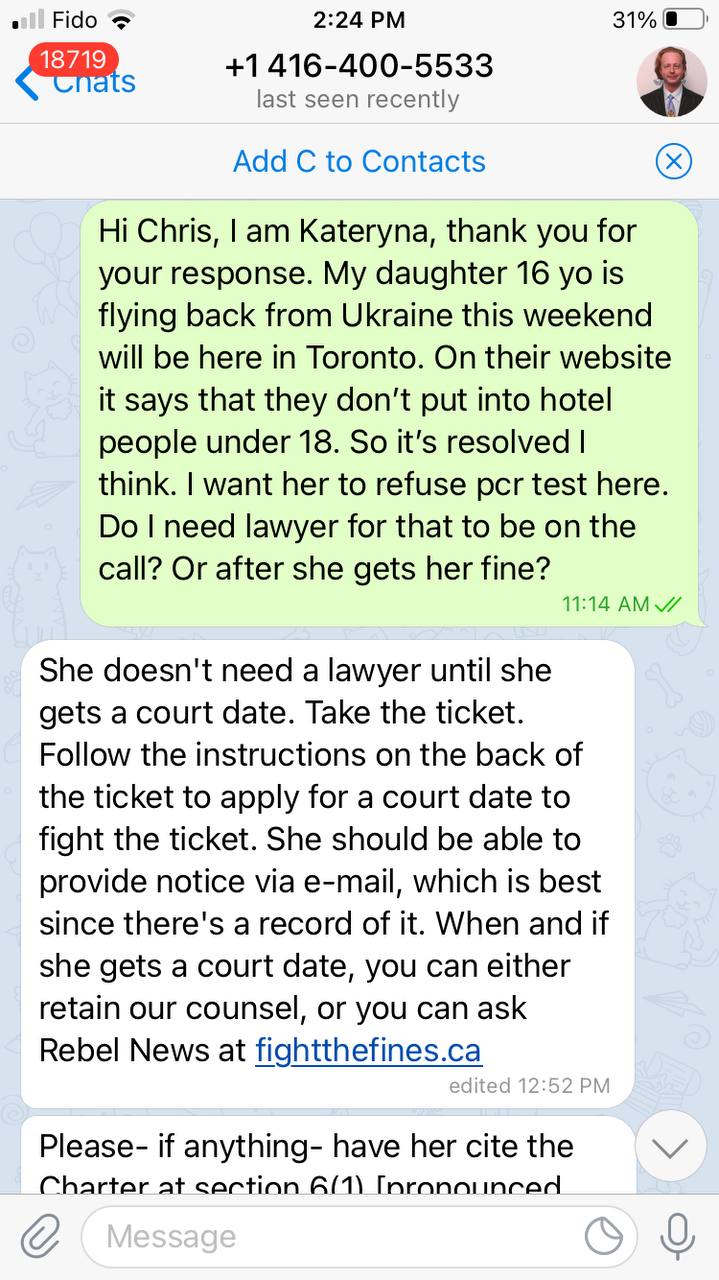 Fido
2:24 PM
31%
18719
Chats
+1 416-400-5533
last seen recently
Add C to Contacts
Hi Chris, I am Kateryna, thank you for
your response. My daughter 16 yo is
flying back from Ukraine this weekend
will be here in Toronto. On their website
it says that they don’t put into hotel
people under 18. So it’s resolved I
think. I want her to refuse pcr test here.
Do I need lawyer for that to be on the
call? Or after she gets her fine?
11:14 AM
She doesn't need a lawyer until she
gets a court date. Take the ticket.
Follow the instructions on the back of
the ticket to apply for a court date to
fight the ticket. She should be able to
provide notice via e-mail, which is best
since there's a record of it. When and if
she gets a court date, you can either
retain our counsel, or you can ask
Rebel News at fightthefines.ca
edited 12:52 PM
Please- if anything- have her cite the
Charter at section 6(1) [pronounced
Message